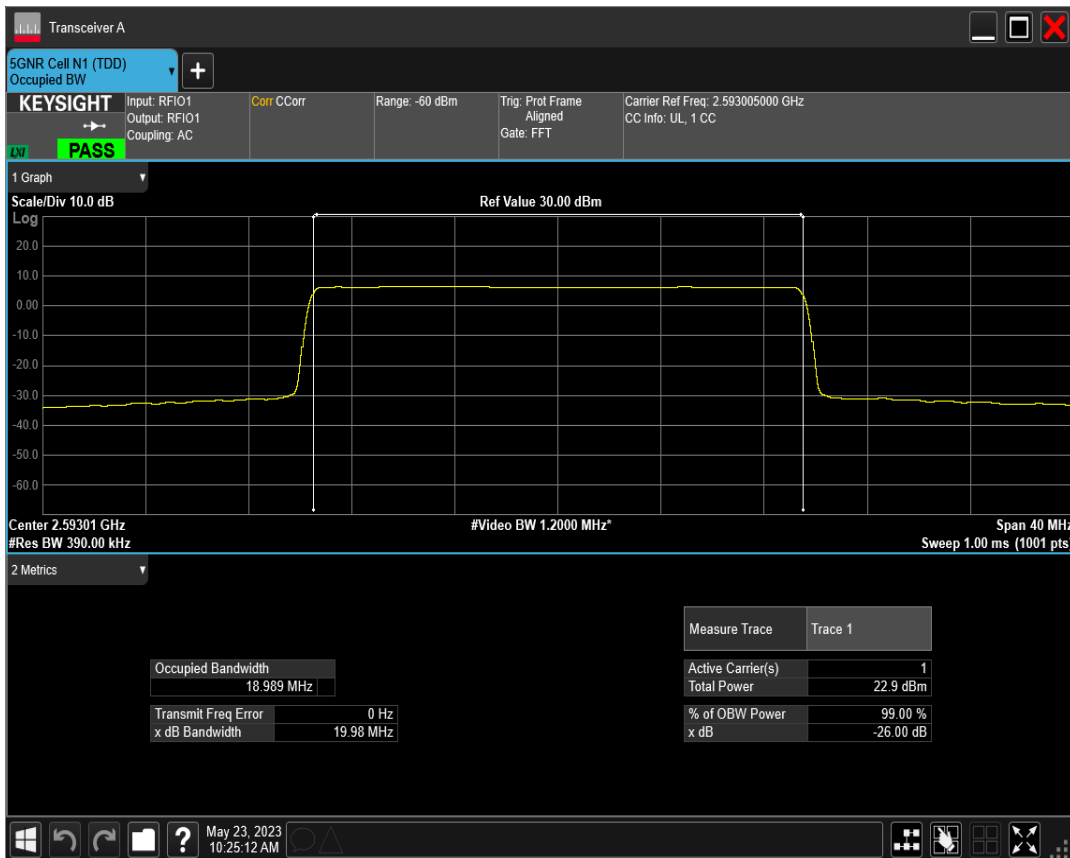 Transceiver A
5GNR Cell N1 (TDD)
Occupied BW
+
KEYSIGHT
LXI
PASS
Input: RFIO1
Output: RFIO1
Coupling: AC
Corr CCorr
Range: -60 dBm
Trig: Prot Frame
Aligned
Gate: FFT
Carrier Ref Freq: 2.593005000 GHz
CC Info: UL, 1 CC
1 Graph
Scale/Div 10.0 dB
Ref Value 30.00 dBm
Log
20.0
10.0
0.00
-10.0
-20.0
-30.0
-40.0
-50.0
-60.0
Center 2.59301 GHz
#Video BW 1.2000 MHz*
Span 40 MHz
#Res BW 390.00 kHz
Sweep 1.00 ms (1001 pts)
2 Metrics
Measure Trace Trace 1
Occupied Bandwidth
18.989 MHz
Active Carrier(s) 1
Total Power 22.9 dBm
Transmit Freq Error 0 Hz
x dB Bandwidth 19.98 MHz
% of OBW Power 99.00 %
x dB -26.00 dB
?
May 23, 2023
10:25:12 AM